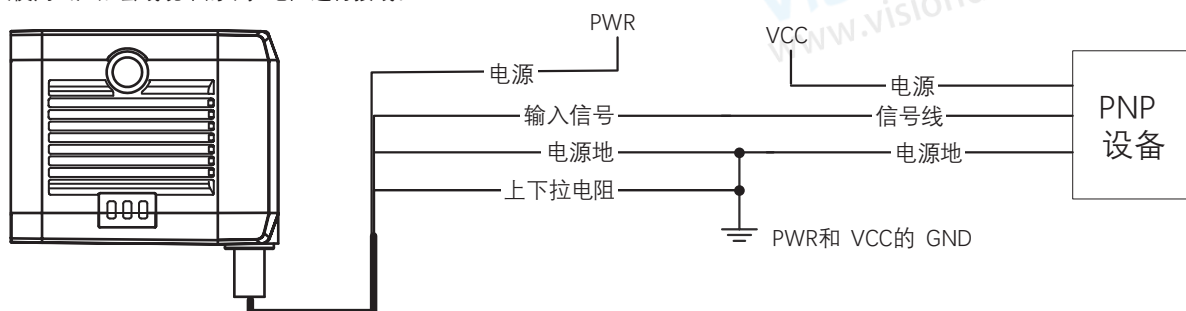 PWR
VCC
电源
电源
输入信号
信号线
PNP
设备
电源地
电源地
上下拉电阻
PWR和 VCC的 GND